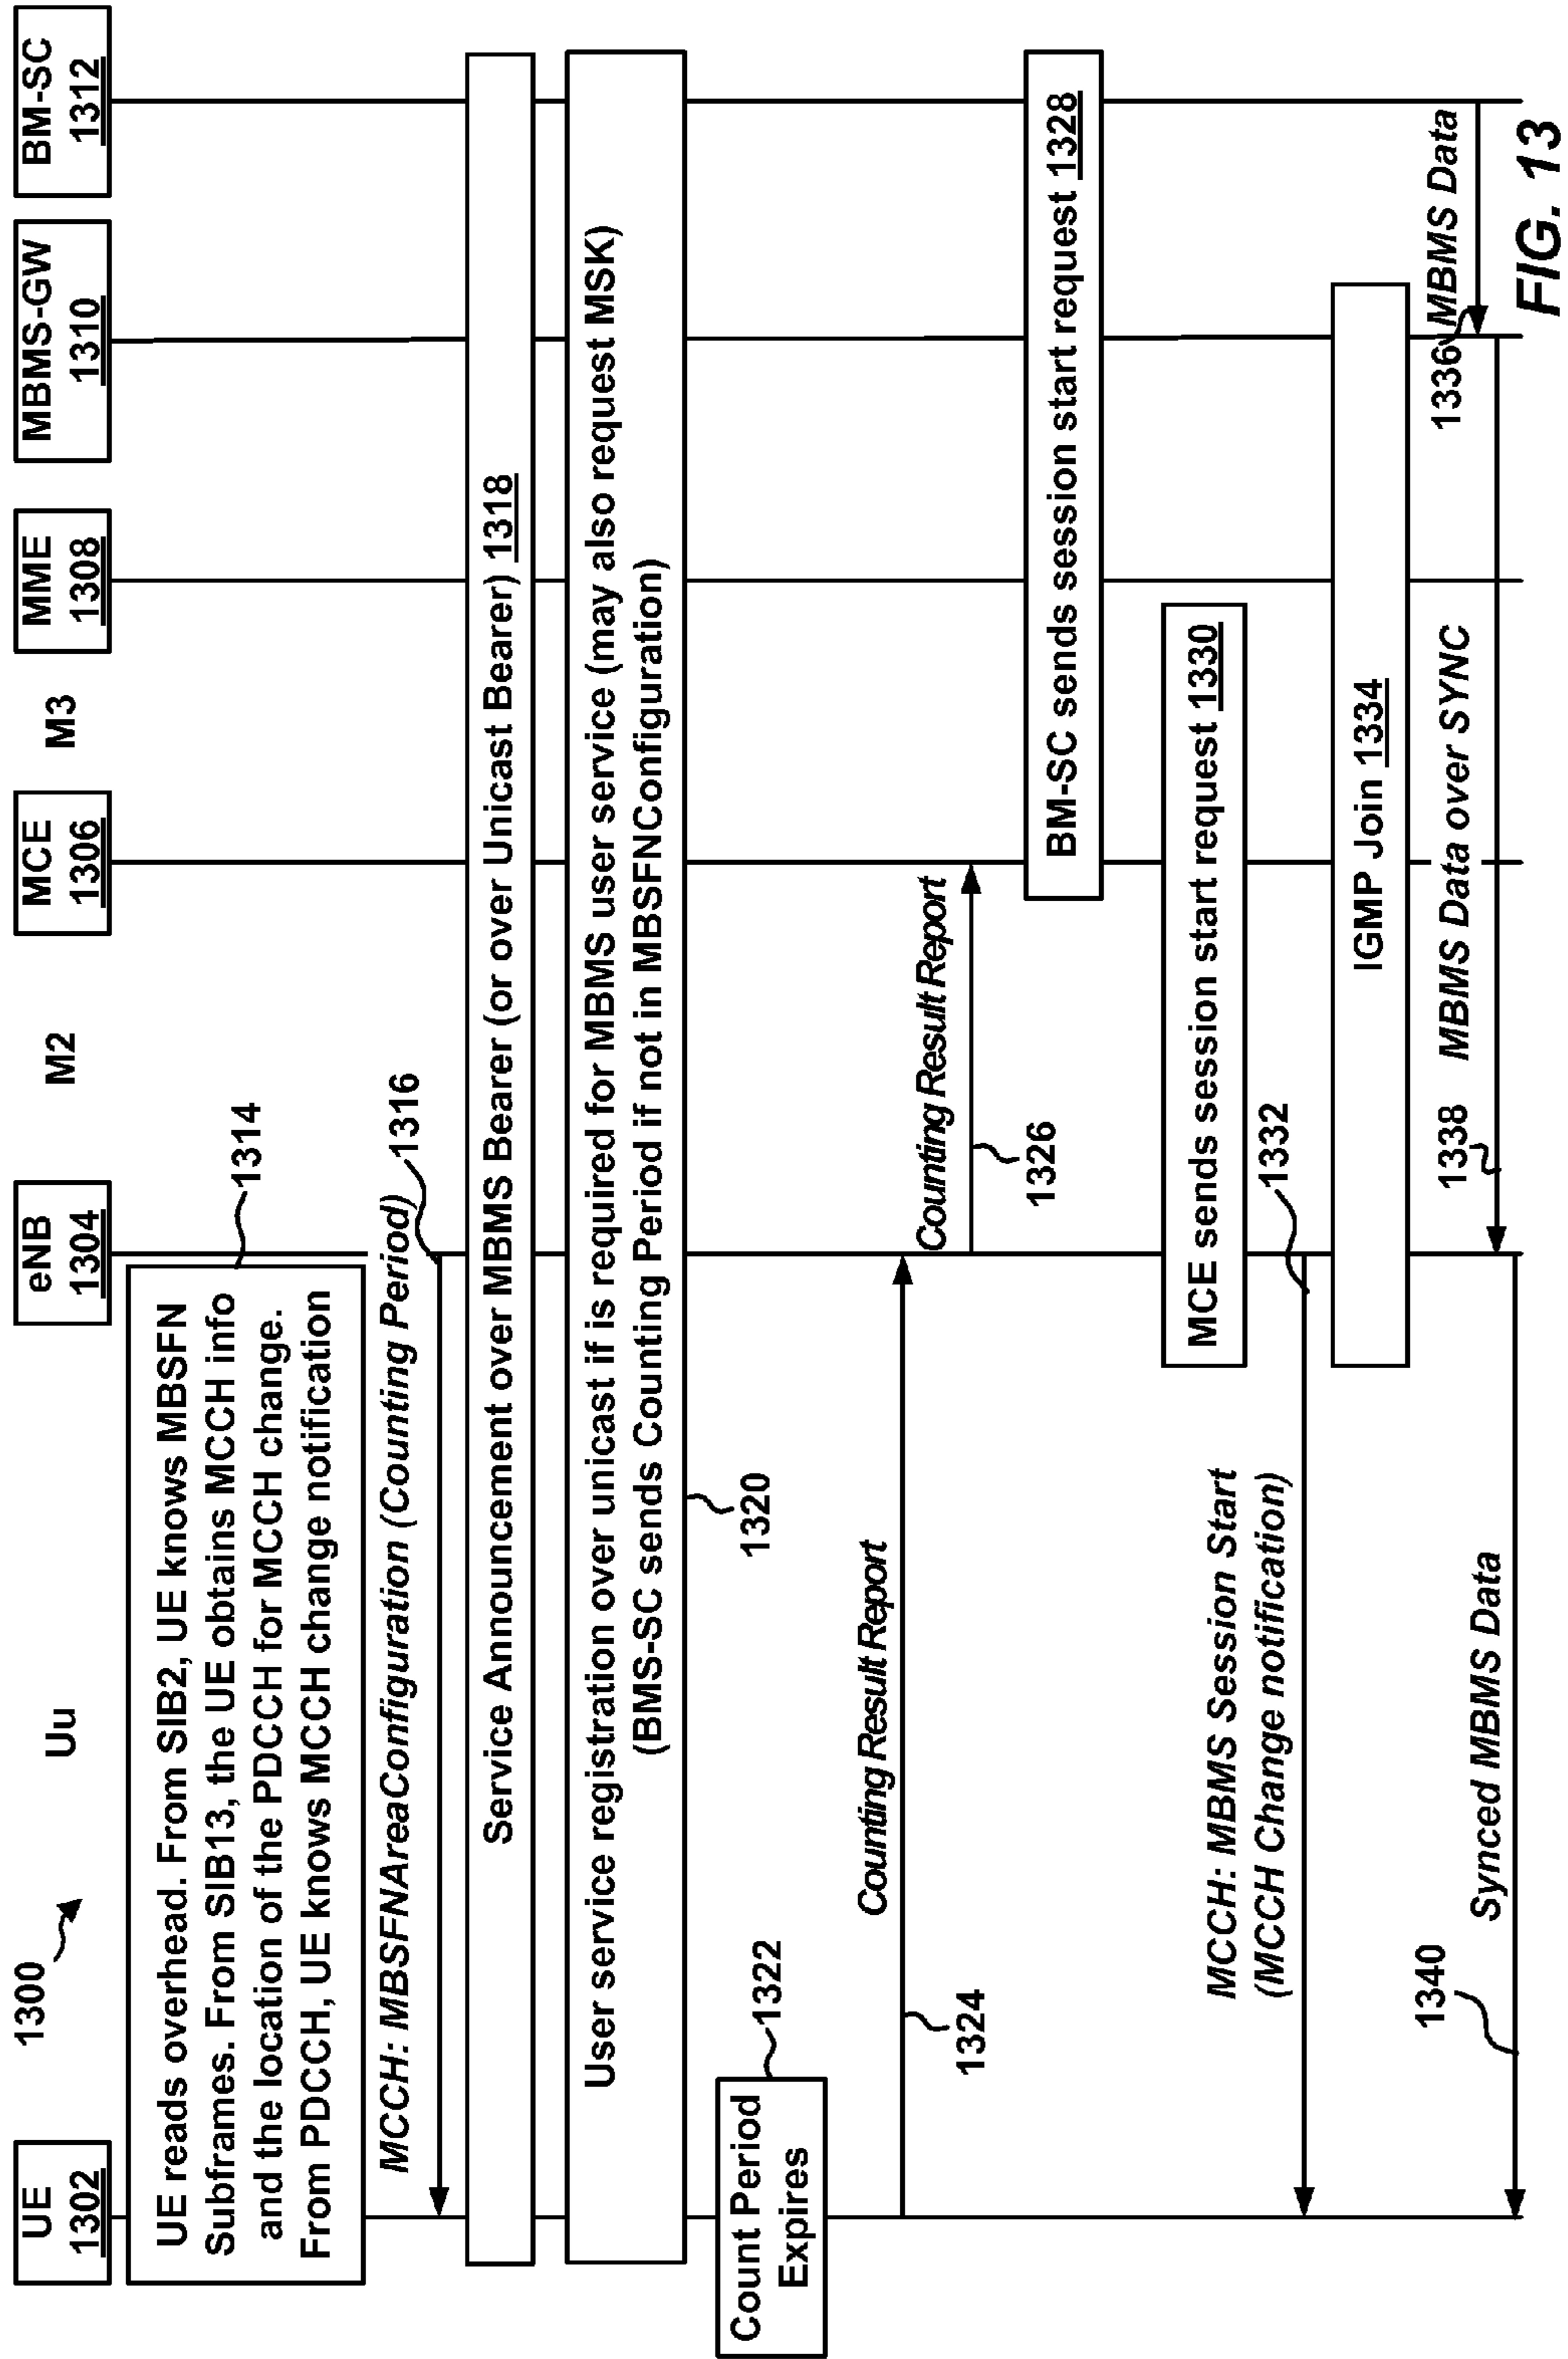 1300
UE
1302
Uu
eNB
1304
M2
MCE
1306
M3
MME
1308
MBMS-GW
1310
BM-SC
1312
UE reads overhead. From SIB2, UE knows MBSFN
Subframes. From SIB13, the UE obtains MCCH info
and the location of the PDCCH for MCCH change.
From PDCCH, UE knows MCCH change notification
1314
MCCH: MBSFNAreaConfiguration (Counting Period)
1316
Service Announcement over MBMS Bearer (or over Unicast Bearer) 1318
User service registration over unicast if is required for MBMS user service (may also request MSK)
(BMS-SC sends Counting Period if not in MBSFNConfiguration)
1320
Count Period
Expires
1322
Counting Result Report
1324
Counting Result Report
1326
BM-SC sends session start request 1328
MCE sends session start request 1330
MCCH: MBMS Session Start
(MCCH Change notification)
1332
IGMP Join 1334
1336
MBMS Data
1338
MBMS Data over SYNC
1340
Synced MBMS Data
FIG. 13